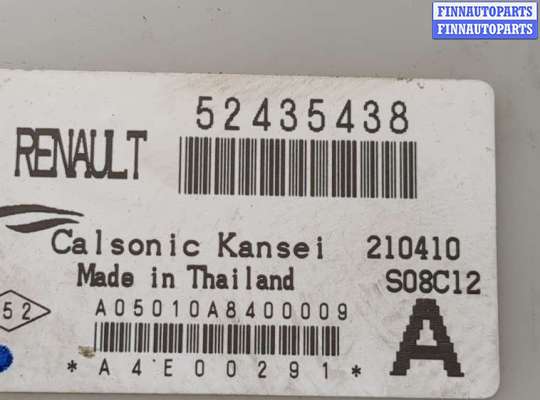 FINNAUTOPARTS
FINNAUTOPARTS
52435438
RENAULT
Calsonic Kansei 210410
Made in Thailand S08C12
52 A05010A8400009 A
*A4E00291*